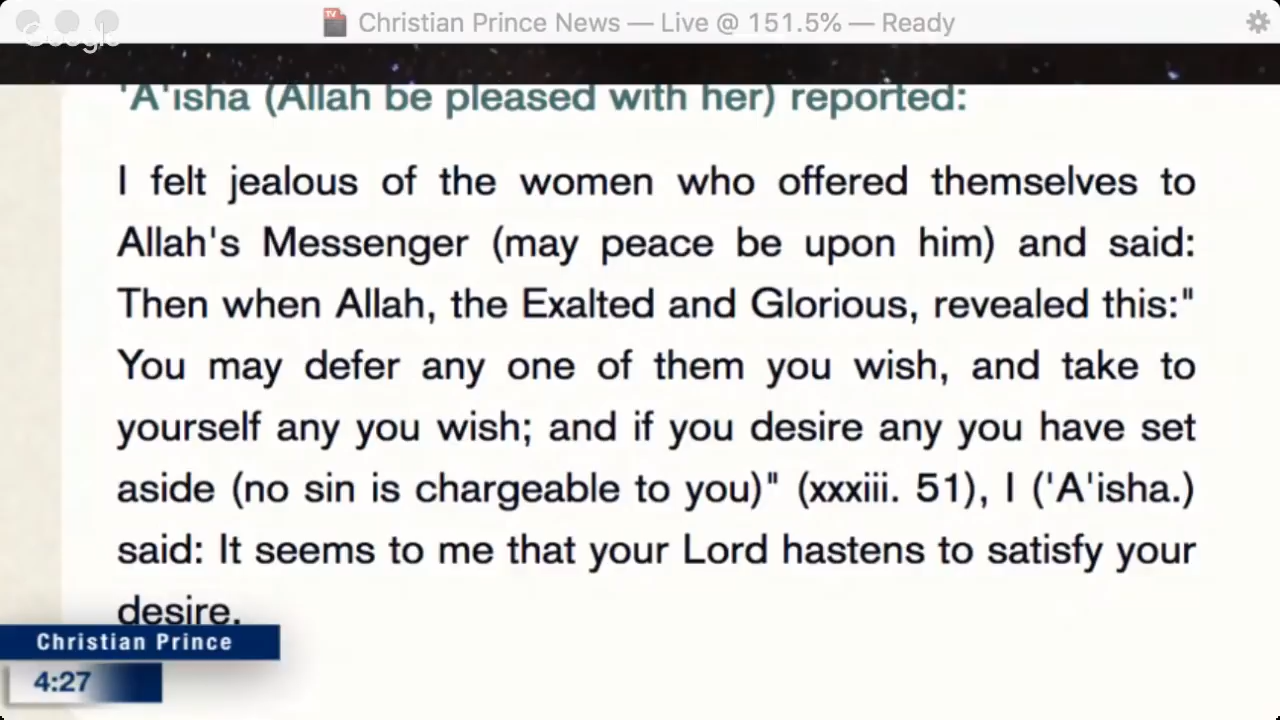 TV
Christian Prince News — Live @ 151.5% — Ready
Google
'A'isha (Allah be pleased with her) reported:
I felt jealous of the women who offered themselves to
Allah's Messenger (may peace be upon him) and said:
Then when Allah, the Exalted and Glorious, revealed this:"
You may defer any one of them you wish, and take to
yourself any you wish; and if you desire any you have set
aside (no sin is chargeable to you)" (xxxiii. 51), I ('A'isha.)
said: It seems to me that your Lord hastens to satisfy your
desire.
Christian Prince
4:27